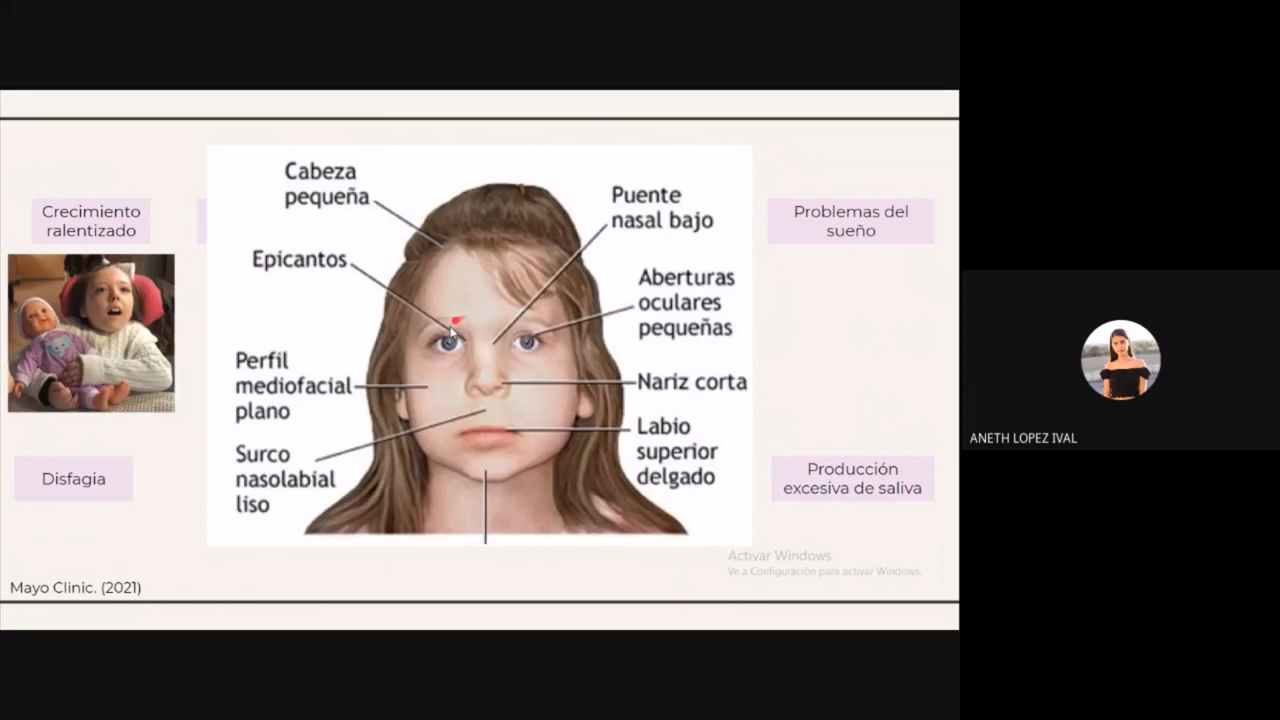 Crecimiento
ralentizado
Disfagia
Mayo Clinic. (2021)
Cabeza
pequeña
Epicantos
Perfil
mediofacial
plano
Surco
nasolabial
liso
Puente
nasal bajo
Aberturas
oculares
pequeñas
Nariz corta
Labio
superior
delgado
Problemas del
sueño
Producción
excesiva de saliva
Activar Windows
Ve a Configuración para activar Windows.
ANETH LOPEZ IVAL